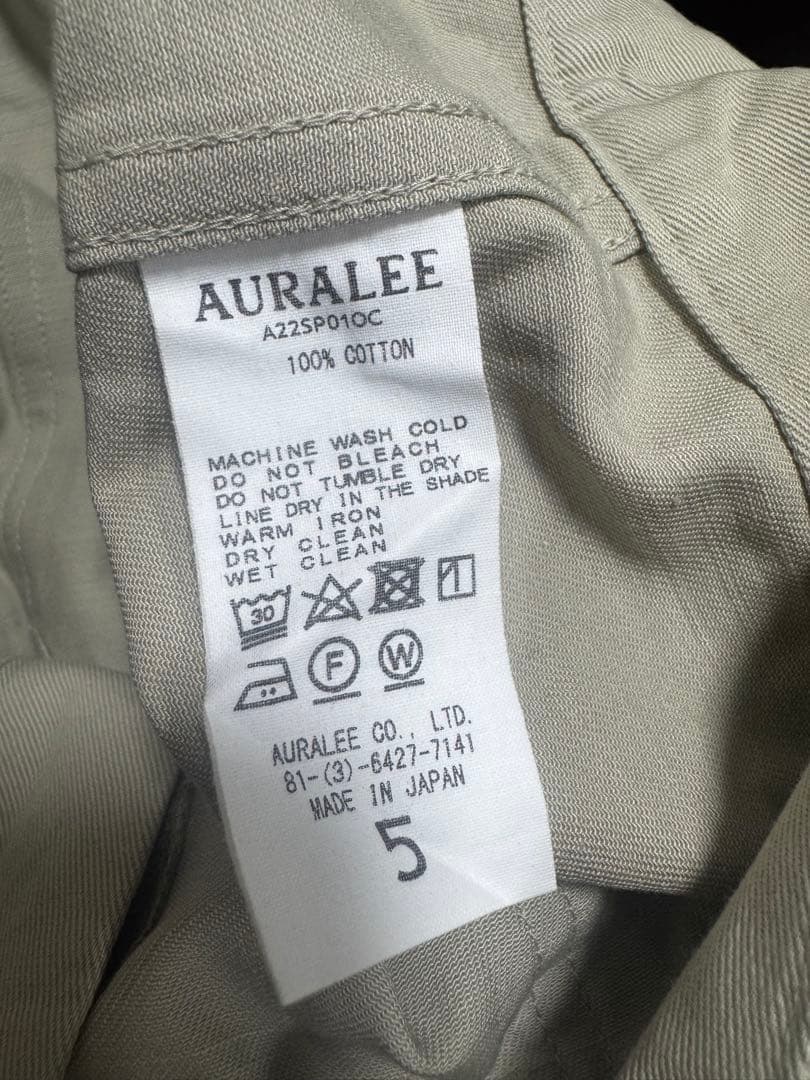 AURALEE
A22SP01OC
100% COTTON
MACHINE WASH COLD
DO NOT BLEACH
DO NOT TUMBLE DRY
LINE DRY IN THE SHADE
WARM IRON
DRY CLEAN
WET CLEAN
30
F W
AURALEE CO., LTD.
81-(3)-6427-7141
MADE IN JAPAN
5